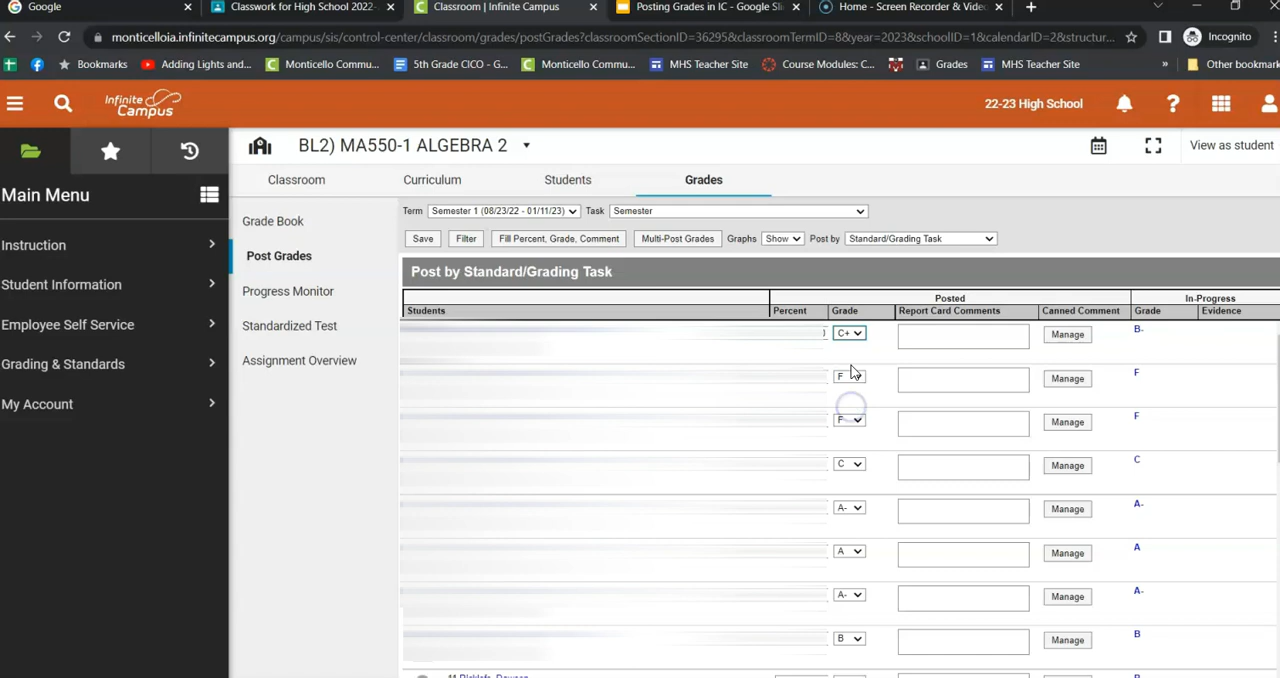 Google
Classwork for High School 2022-
Classroom | Infinite Campus
Posting Grades in IC - Google Sli
Home - Screen Recorder & Video
monticelloia.infinitecampus.org/campus/sis/control-center/classroom/grades/postGrades?classroomSectionID=36295&classroomTermID=8&year=2023&schoolID=1&calendarID=2&structur...
Incognito
Bookmarks
Adding Lights and...
Monticello Commu...
5th Grade CICO - G...
Monticello Commu...
MHS Teacher Site
Course Modules: C...
Grades
MHS Teacher Site
»
Other bookmark
Infinite Campus
22-23 High School
BL2) MA550-1 ALGEBRA 2
View as student
Main Menu
Classroom Curriculum Students Grades
Instruction
Student Information
Employee Self Service
Grading & Standards
My Account
Grade Book
Post Grades
Progress Monitor
Standardized Test
Assignment Overview
Term Semester 1 (08/23/22 - 01/11/23) Task Semester
Save Filter Fill Percent, Grade, Comment Multi-Post Grades Graphs Show Post by Standard/Grading Task
Post by Standard/Grading Task
Posted In-Progress
Students Percent Grade Report Card Comments Canned Comment Grade Evidence
C+ Manage B-
F Manage F
F Manage F
C Manage C
A- Manage A-
A Manage A
A- Manage A-
B Manage B